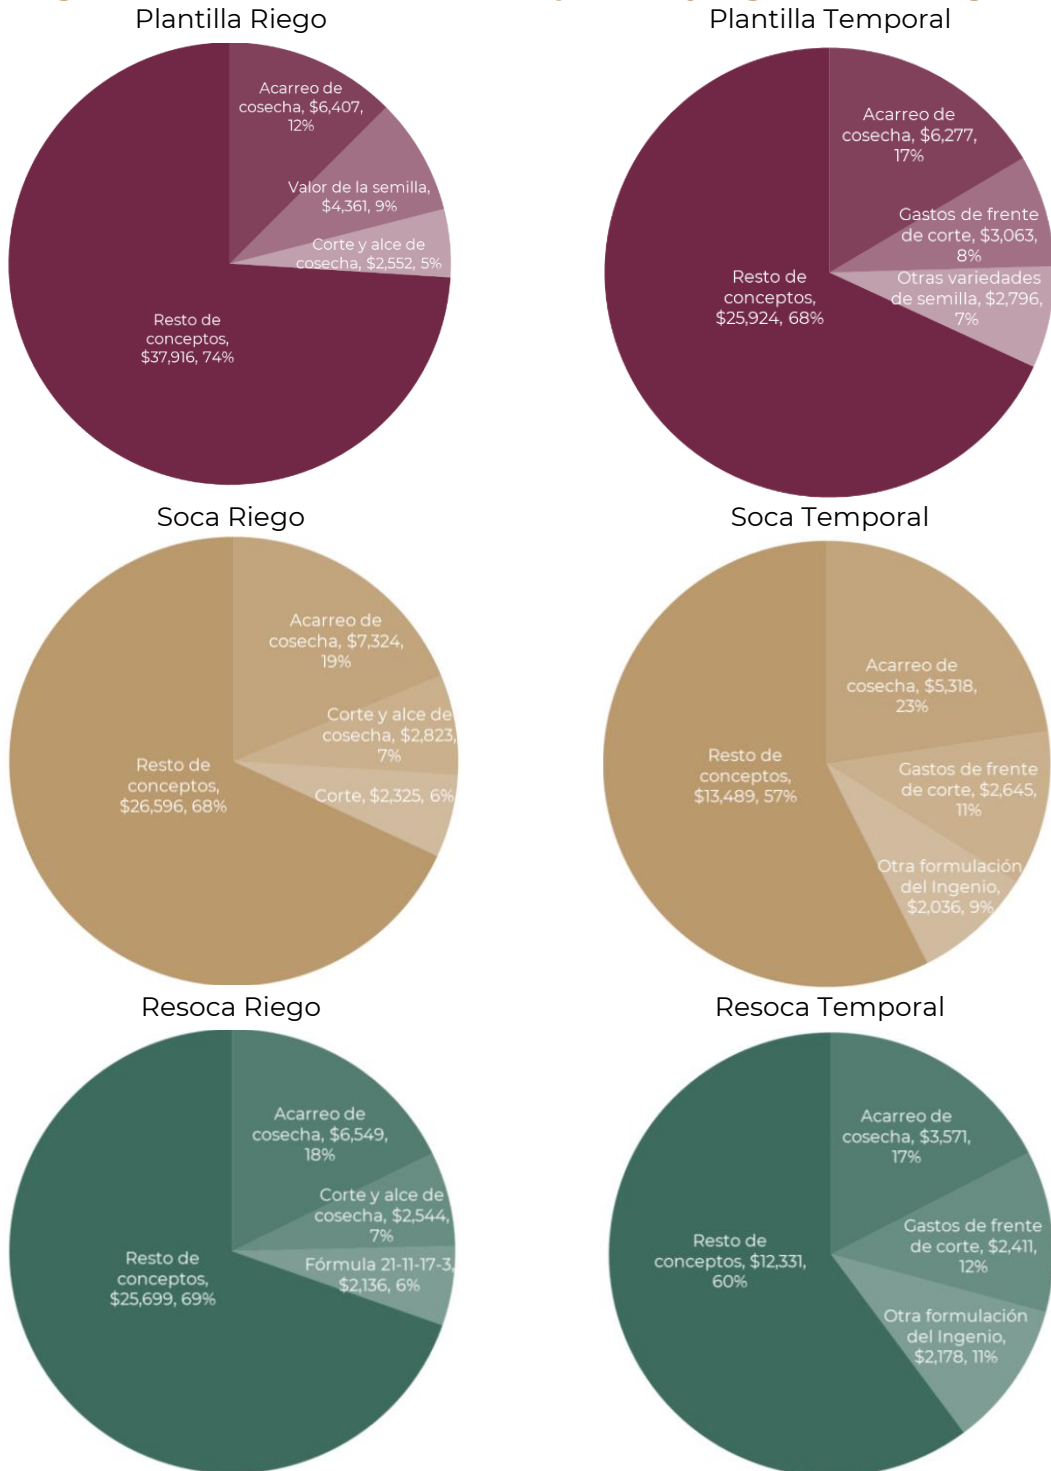 Plantilla Riego
Acarreo de
cosecha, $6,407,
12%
Valor de la semilla,
$4,361, 9%
Corte y alce de
cosecha, $2,552, 5%
Resto de
conceptos,
$37,916, 74%
Plantilla Temporal
Acarreo de
cosecha, $6,277,
17%
Gastos de frente
de corte, $3,063,
8%
Otras variedades
de semilla, $2,796,
7%
Resto de
conceptos,
$25,924, 68%
Soca Riego
Acarreo de
cosecha, $7,324,
19%
Corte y alce de
cosecha, $2,823,
7%
Corte, $2,325, 6%
Resto de
conceptos,
$26,596, 68%
Soca Temporal
Acarreo de
cosecha, $5,318,
23%
Gastos de frente
de corte, $2,645,
11%
Otra formulación
del Ingenio,
$2,036, 9%
Resto de
conceptos,
$13,489, 57%
Resoca Riego
Acarreo de
cosecha, $6,549,
18%
Corte y alce de
cosecha, $2,544,
7%
Fórmula 21-11-17-3,
$2,136, 6%
Resto de
conceptos,
$25,699, 69%
Resoca Temporal
Acarreo de
cosecha, $3,571,
17%
Gastos de frente
de corte, $2,411,
12%
Otra formulación
del Ingenio,
$2,178, 11%
Resto de
conceptos, $12,331,
60%